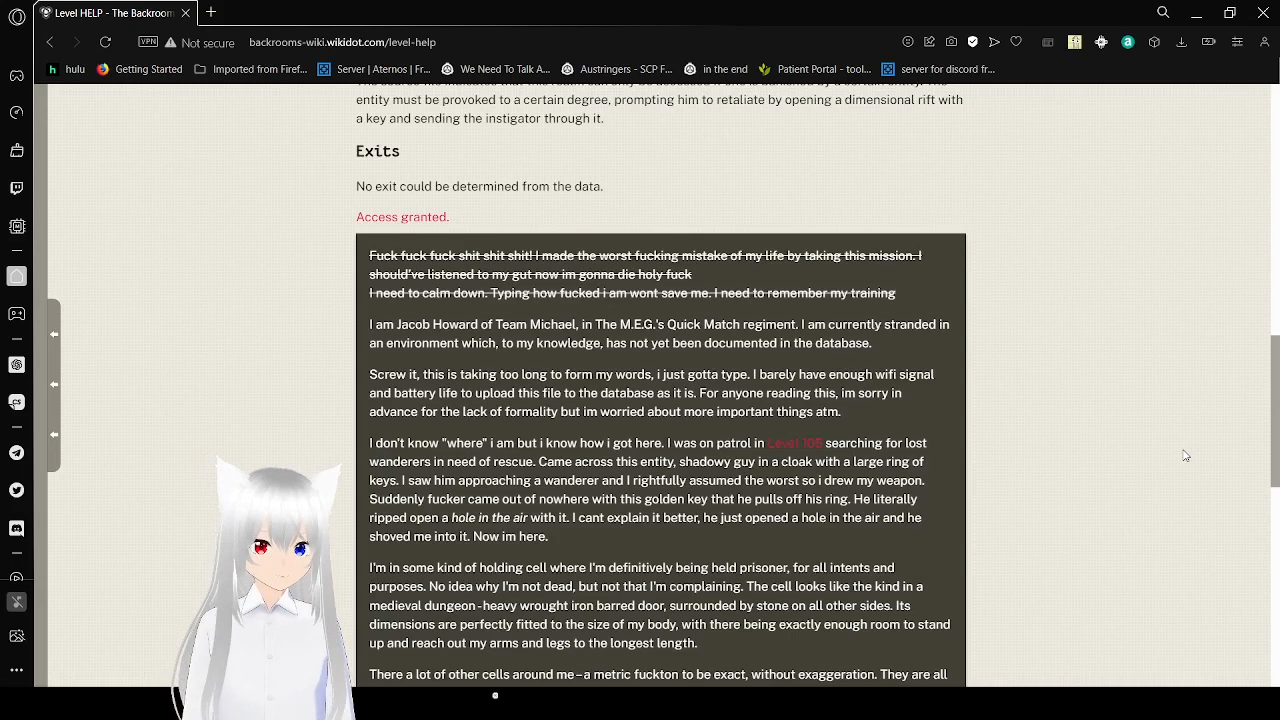 Level HELP - The Backroom
VPN
Not secure
backrooms-wiki.wikidot.com/level-help
hulu
Getting Started
Imported from Firef...
Server | Aternos | Fr...
We Need To Talk A...
Austringers - SCP F...
in the end
Patient Portal - tool...
server for discord fr...
entity must be provoked to a certain degree, prompting him to retaliate by opening a dimensional rift with
a key and sending the instigator through it.
Exits
No exit could be determined from the data.
Access granted.
Fuck fuck fuck shit shit shit! I made the worst fucking mistake of my life by taking this mission. I
should've listened to my gut now im gonna die holy fuck
I need to calm down. Typing how fucked i am wont save me. I need to remember my training
I am Jacob Howard of Team Michael, in The M.E.G.'s Quick Match regiment. I am currently stranded in
an environment which, to my knowledge, has not yet been documented in the database.
Screw it, this is taking too long to form my words, i just gotta type. I barely have enough wifi signal
and battery life to upload this file to the database as it is. For anyone reading this, im sorry in
advance for the lack of formality but im worried about more important things atm.
I don't know "where" i am but i know how i got here. I was on patrol in Level 105 searching for lost
wanderers in need of rescue. Came across this entity, shadowy guy in a cloak with a large ring of
keys. I saw him approaching a wanderer and I rightfully assumed the worst so i drew my weapon.
Suddenly fucker came out of nowhere with this golden key that he pulls off his ring. He literally
ripped open a hole in the air with it. I cant explain it better, he just opened a hole in the air and he
shoved me into it. Now im here.
I'm in some kind of holding cell where I'm definitively being held prisoner, for all intents and
purposes. No idea why I'm not dead, but not that I'm complaining. The cell looks like the kind in a
medieval dungeon - heavy wrought iron barred door, surrounded by stone on all other sides. Its
dimensions are perfectly fitted to the size of my body, with there being exactly enough room to stand
up and reach out my arms and legs to the longest length.
There a lot of other cells around me – a metric fuckton to be exact, without exaggeration. They are all